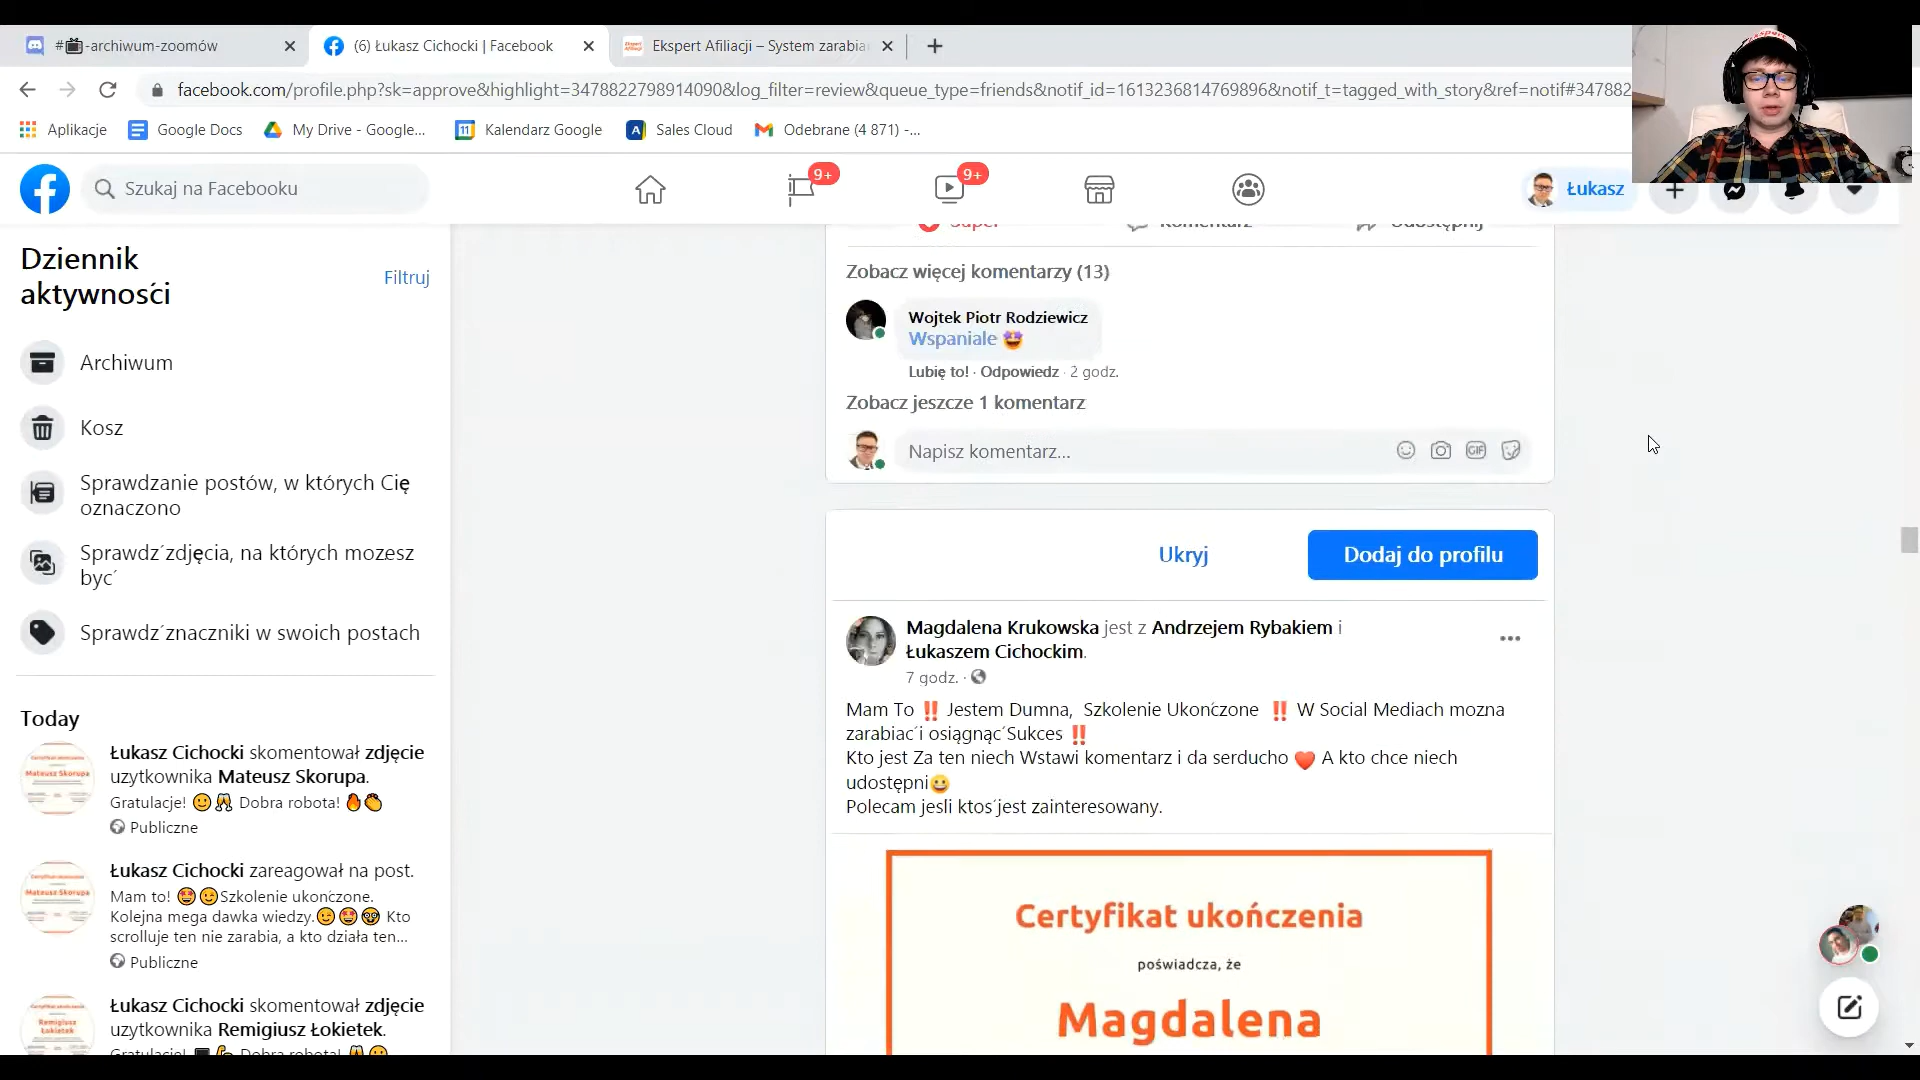 #📺-archiwum-zoomów
(6) Łukasz Cichocki | Facebook
Ekspert Afiliacji – System zarabia
facebook.com/profile.php?sk=approve&highlight=3478822798914090&log_filter=review&queue_type=friends&notif_id=1613236814769896&notif_t=tagged_with_story&ref=notif#347882
Aplikacje
Google Docs
My Drive - Google...
Kalendarz Google
Sales Cloud
Odebrane (4 871) -...
Szukaj na Facebooku
9+
9+
Łukasz
Dziennik
aktywności
Filtruj
Archiwum
Kosz
Sprawdzanie postów, w których Cię
oznaczono
Sprawdź zdjęcia, na których możesz
być
Sprawdź znaczniki w swoich postach
Today
Łukasz Cichocki skomentował zdjęcie
użytkownika Mateusz Skorupa.
Gratulacje! 🙂🥂 Dobra robota! 🔥👏
Publiczne
Łukasz Cichocki zareagował na post.
Mam to! 🤩😉Szkolenie ukończone.
Kolejna mega dawka wiedzy.😉🤩🤓 Kto
scrolluje ten nie zarabia, a kto działa ten...
Publiczne
Łukasz Cichocki skomentował zdjęcie
użytkownika Remigiusz Łokietek.
Gratulacje! Dobra robota! 🥂🙂
Super
Komentarz
Udostępnij
Zobacz więcej komentarzy (13)
Wojtek Piotr Rodziewicz
Wspaniale 🤩
Lubię to! · Odpowiedz · 2 godz.
Zobacz jeszcze 1 komentarz
Napisz komentarz...
GIF
Ukryj
Dodaj do profilu
Magdalena Krukowska jest z Andrzejem Rybakiem i
Łukaszem Cichockim.
7 godz. ·
Mam To ‼️ Jestem Dumna, Szkolenie Ukończone ‼️ W Social Mediach można
zarabiać i osiągnąć Sukces ‼️
Kto jest Za ten niech Wstawi komentarz i da serducho ❤️ A kto chce niech
udostępni😀
Polecam jeśli ktoś jest zainteresowany.
Certyfikat ukończenia
poświadcza, że
Magdalena